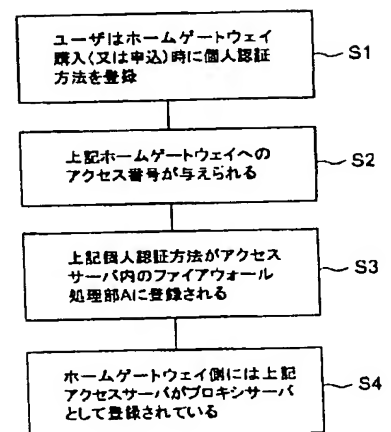 ユーザはホームゲートウェイ
購入(又は申込)時に個人認証
方法を登録
S1
上記ホームゲートウェイへの
アクセス番号が与えられる
S2
上記個人認証方法がアクセス
サーバ内のファイアウォール
処理部Aに登録される
S3
ホームゲートウェイ側には上記
アクセスサーバがプロキシサーバ
として登録されている
S4